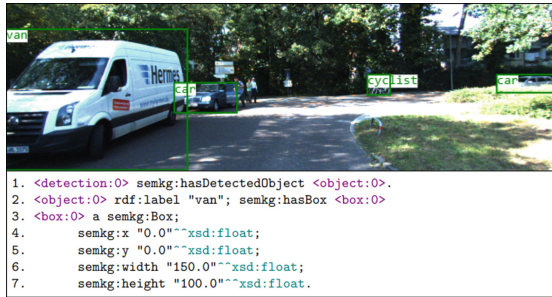 van
Hermes
car
cyclist
car
1. <detection:0> semkg:hasDetectedObject <object:0>.
2. <object:0> rdf:label "van"; semkg:hasBox <box:0>
3. <box:0> a semkg:Box;
4. semkg:x "0.0"^^xsd:float;
5. semkg:y "0.0"^^xsd:float;
6. semkg:width "150.0"^^xsd:float;
7. semkg:height "100.0"^^xsd:float.